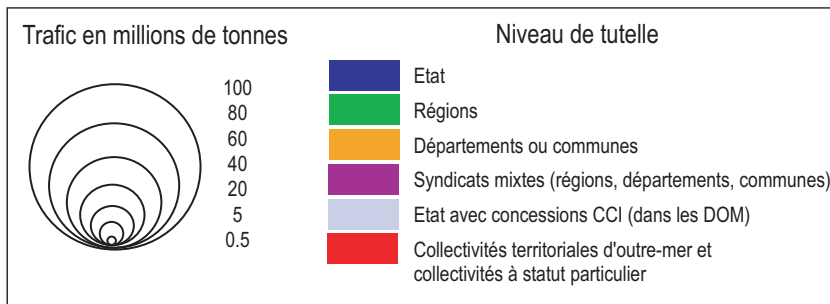 Trafic en millions de tonnes
100
80
60
40
20
5
0.5
Niveau de tutelle
Etat
Régions
Départements ou communes
Syndicats mixtes (régions, départements, communes)
Etat avec concessions CCI (dans les DOM)
Collectivités territoriales d'outre-mer et
collectivités à statut particulier